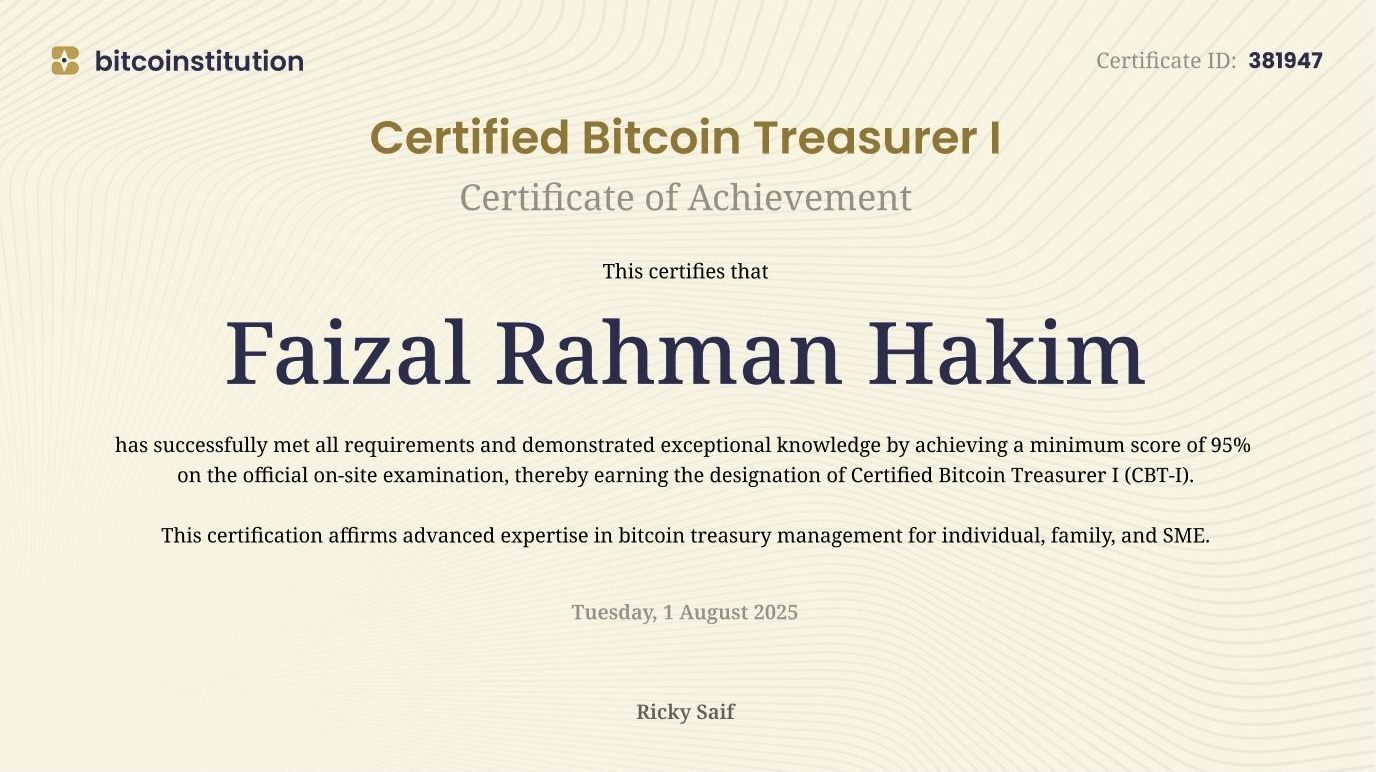 bitcoinstitution
Certificate ID: 381947
Certified Bitcoin Treasurer I
Certificate of Achievement
This certifies that
Faizal Rahman Hakim
has successfully met all requirements and demonstrated exceptional knowledge by achieving a minimum score of 95%
on the official on-site examination, thereby earning the designation of Certified Bitcoin Treasurer I (CBT-I).
This certification affirms advanced expertise in bitcoin treasury management for individual, family, and SME.
Tuesday, 1 August 2025
Ricky Saif